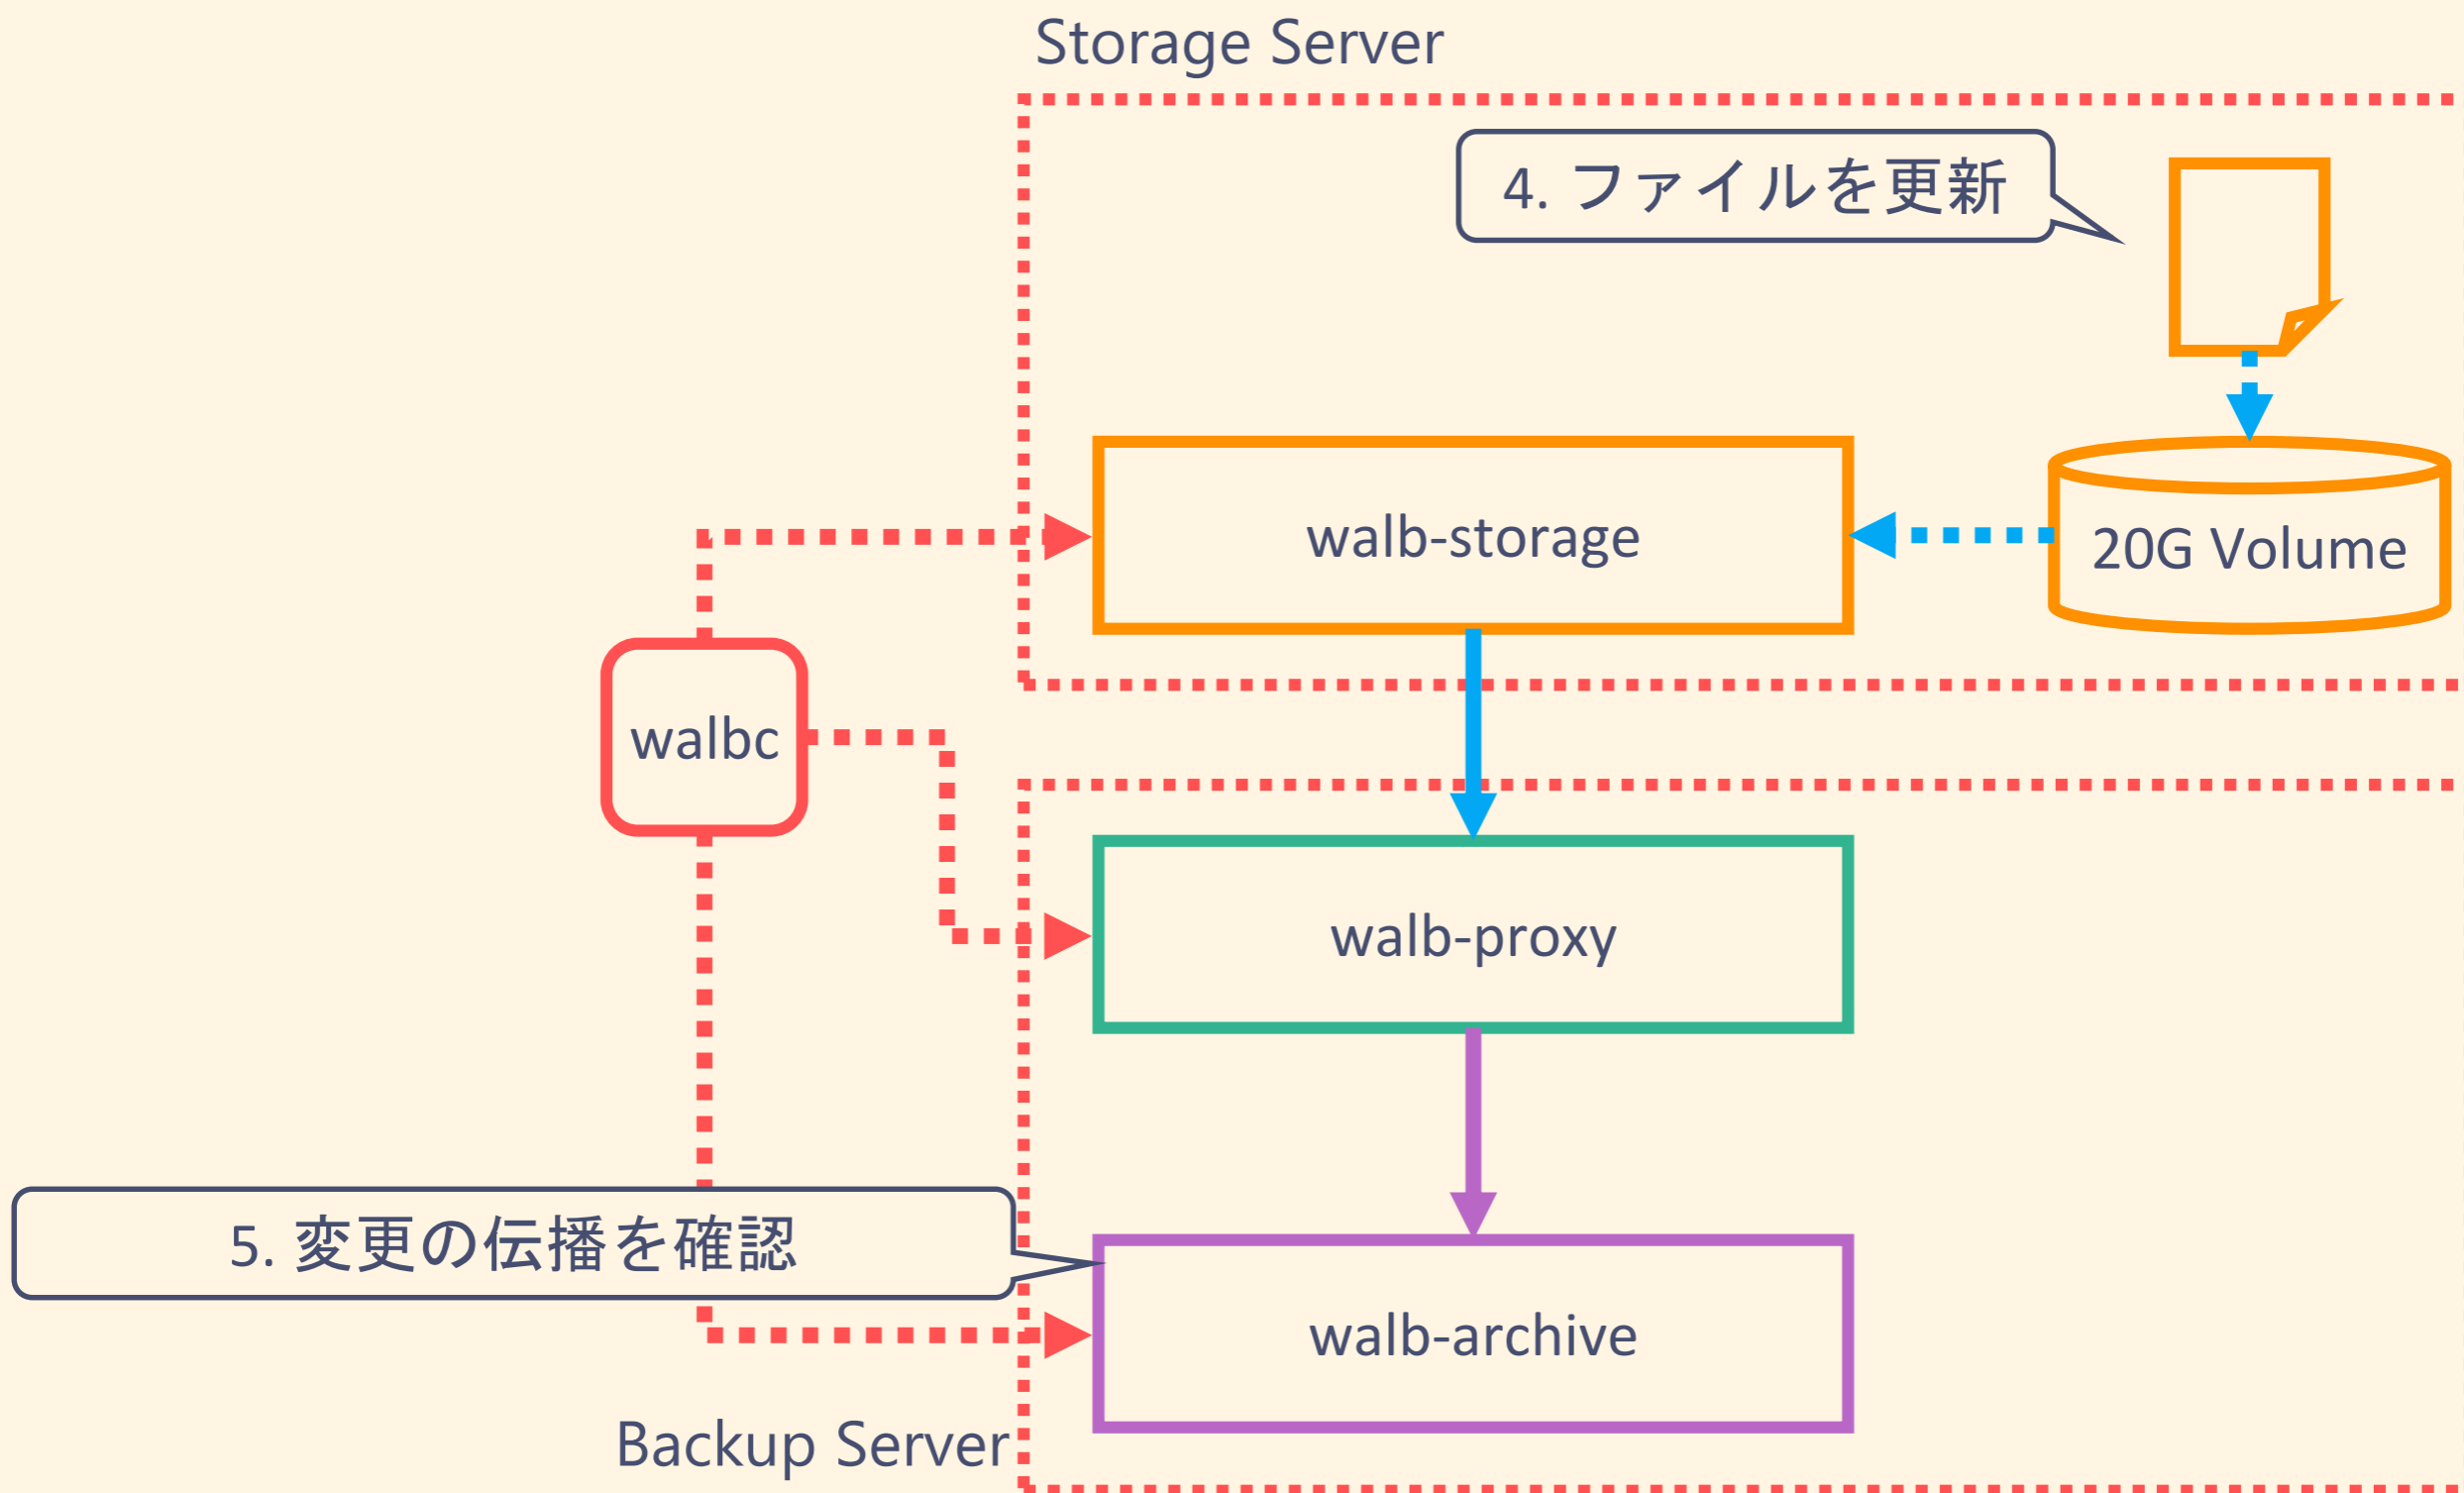 Storage Server
4. ファイルを更新
walb-storage
20G Volume
walbc
walb-proxy
5. 変更の伝播を確認
walb-archive
Backup Server